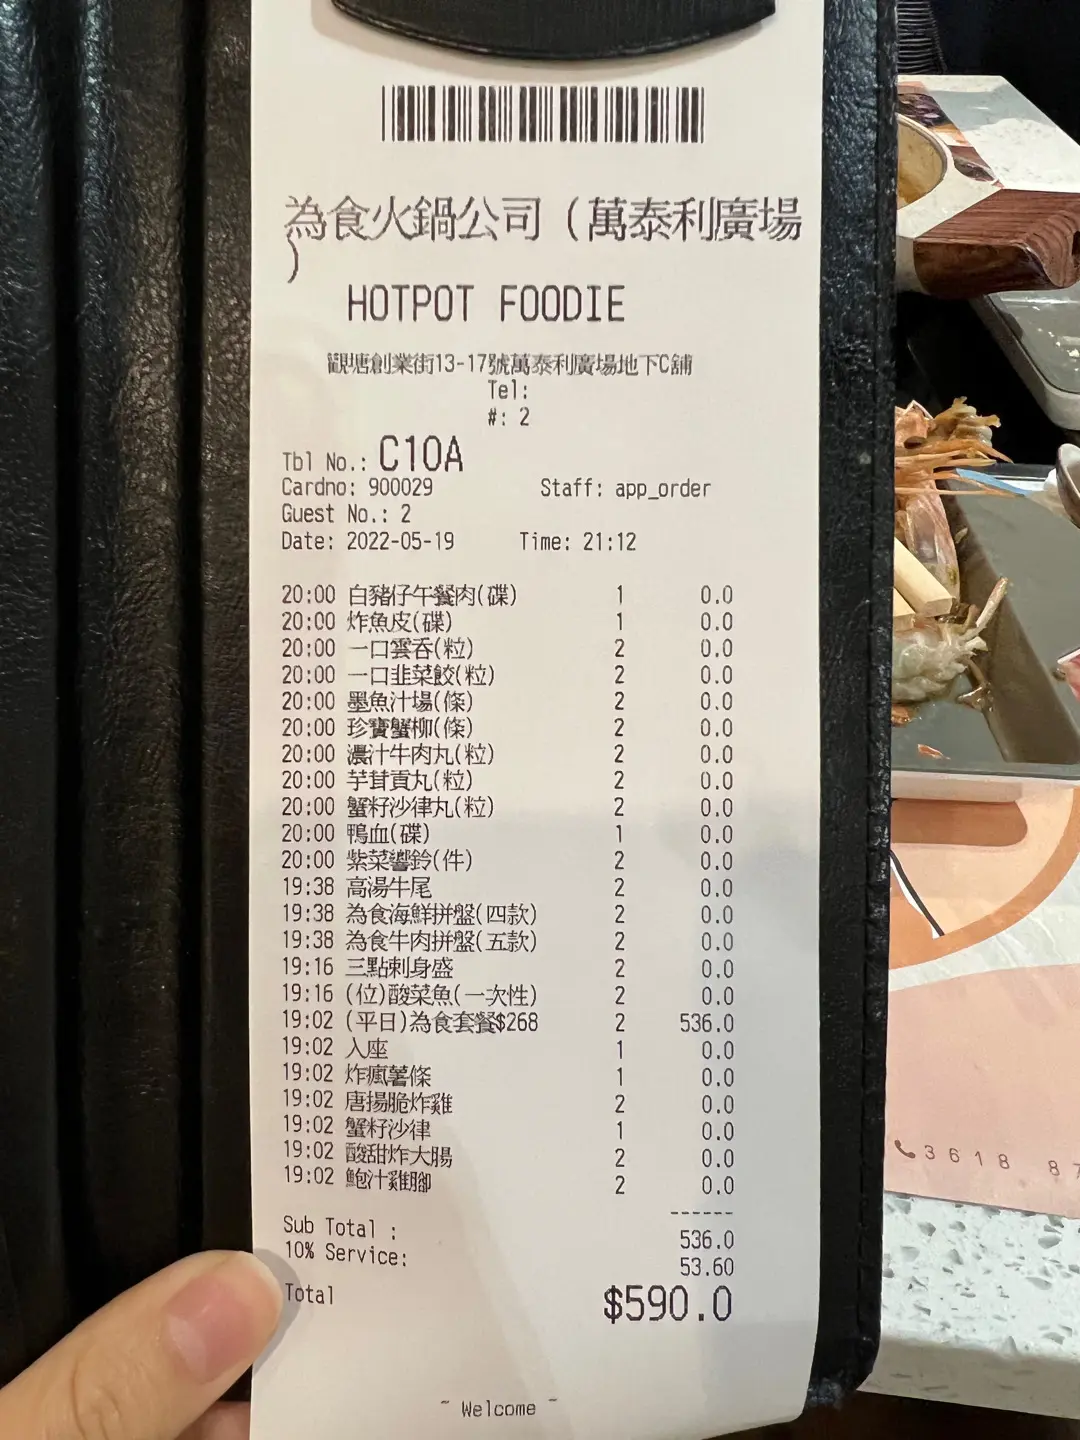 為食火鍋公司 (萬泰利廣場
)
HOTPOT FOODIE
觀塘創業街13-17號萬泰利廣場地下C舖
Tel:
#: 2
Tbl No.: C10A
Cardno: 900029 Staff: app_order
Guest No.: 2
Date: 2022-05-19 Time: 21:12
20:00 白豬仔午餐肉(碟) 1 0.0
20:00 炸魚皮(碟) 1 0.0
20:00 一口雲吞(粒) 2 0.0
20:00 一口韭菜餃(粒) 2 0.0
20:00 墨魚汁場(條) 2 0.0
20:00 珍寶蟹柳(條) 2 0.0
20:00 濃汁牛肉丸(粒) 2 0.0
20:00 芋茸貢丸(粒) 2 0.0
20:00 蟹籽沙律丸(粒) 2 0.0
20:00 鴨血(碟) 1 0.0
20:00 紫菜響鈴(件) 2 0.0
19:38 高湯牛尾 2 0.0
19:38 為食海鮮拼盤(四款) 2 0.0
19:38 為食牛肉拼盤(五款) 2 0.0
19:16 三點刺身盛 2 0.0
19:16 (位)酸菜魚(一次性) 2 0.0
19:02 (平日)為食套餐$268 2 536.0
19:02 入座 1 0.0
19:02 炸瘋薯條 1 0.0
19:02 唐揚脆炸雞 2 0.0
19:02 蟹籽沙律 1 0.0
19:02 酸甜炸大腸 2 0.0
19:02 鮑汁雞腳 2 0.0
------
Sub Total : 536.0
10% Service: 53.60
Total $590.0
~ Welcome ~
3618 87